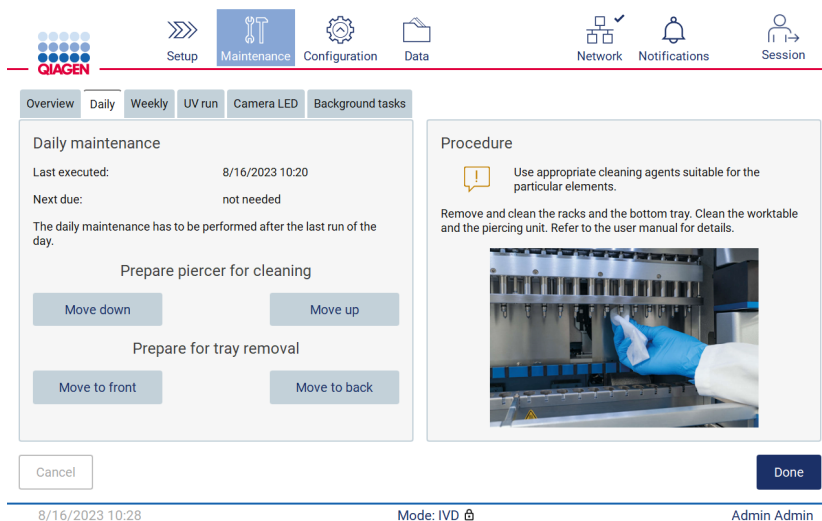 QIAGEN
Setup
Maintenance
Configuration
Data
Network
Notifications
Session
Overview
Daily
Weekly
UV run
Camera LED
Background tasks
Daily maintenance
Last executed: 8/16/2023 10:20
Next due: not needed
The daily maintenance has to be performed after the last run of the
day.
Prepare piercer for cleaning
Move down
Move up
Prepare for tray removal
Move to front
Move to back
Procedure
Use appropriate cleaning agents suitable for the
particular elements.
Remove and clean the racks and the bottom tray. Clean the worktable
and the piercing unit. Refer to the user manual for details.
Cancel
Done
8/16/2023 10:28
Mode: IVD
Admin Admin